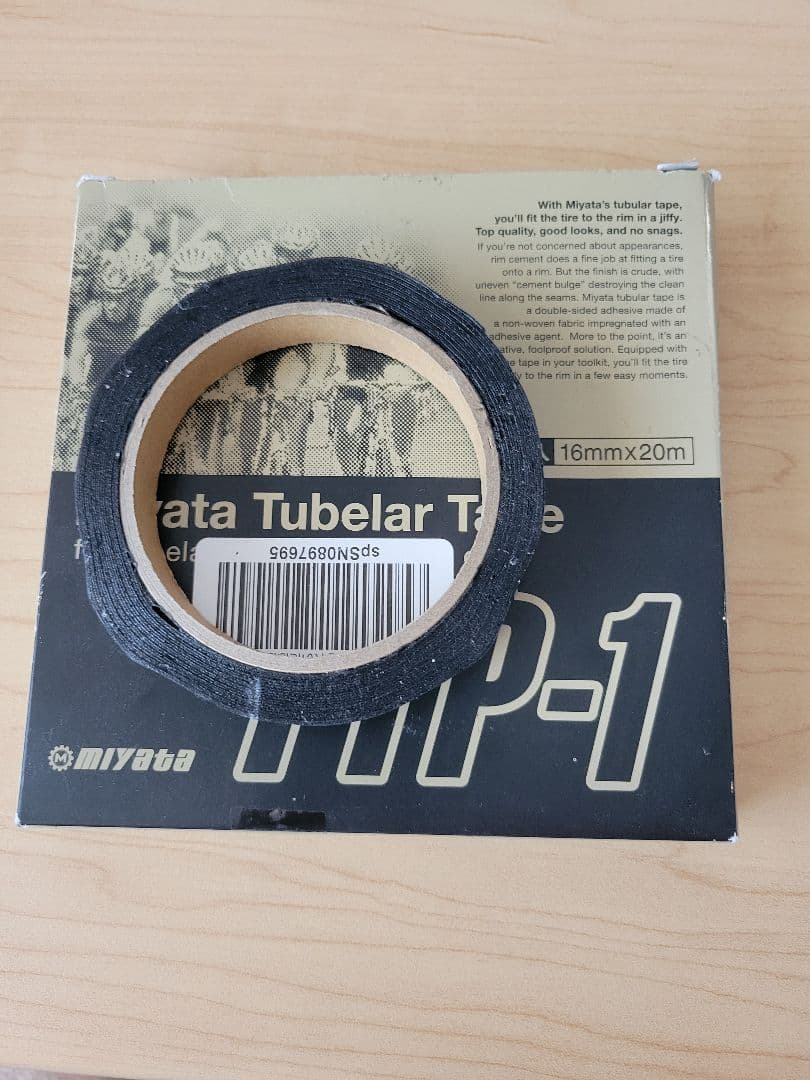 With Miyata's tubular tape,
you'll fit the tire to the rim in a jiffy.
Top quality, good looks, and no snags.
If you're not concerned about appearances,
rim cement does a fine job at fitting a tire
onto a rim. But the finish is crude, with
uneven "cement bulge" destroying the clean
line along the seams. Miyata tubular tape is
a double-sided adhesive made of
a non-woven fabric impregnated with an
adhesive agent. More to the point, it's an
foolproof solution. Equipped with
tape in your toolkit, you'll fit the tire
to the rim in a few easy moments.
16mmx20m
Tubelar
spSN0897695
P-1
M
MIYATA